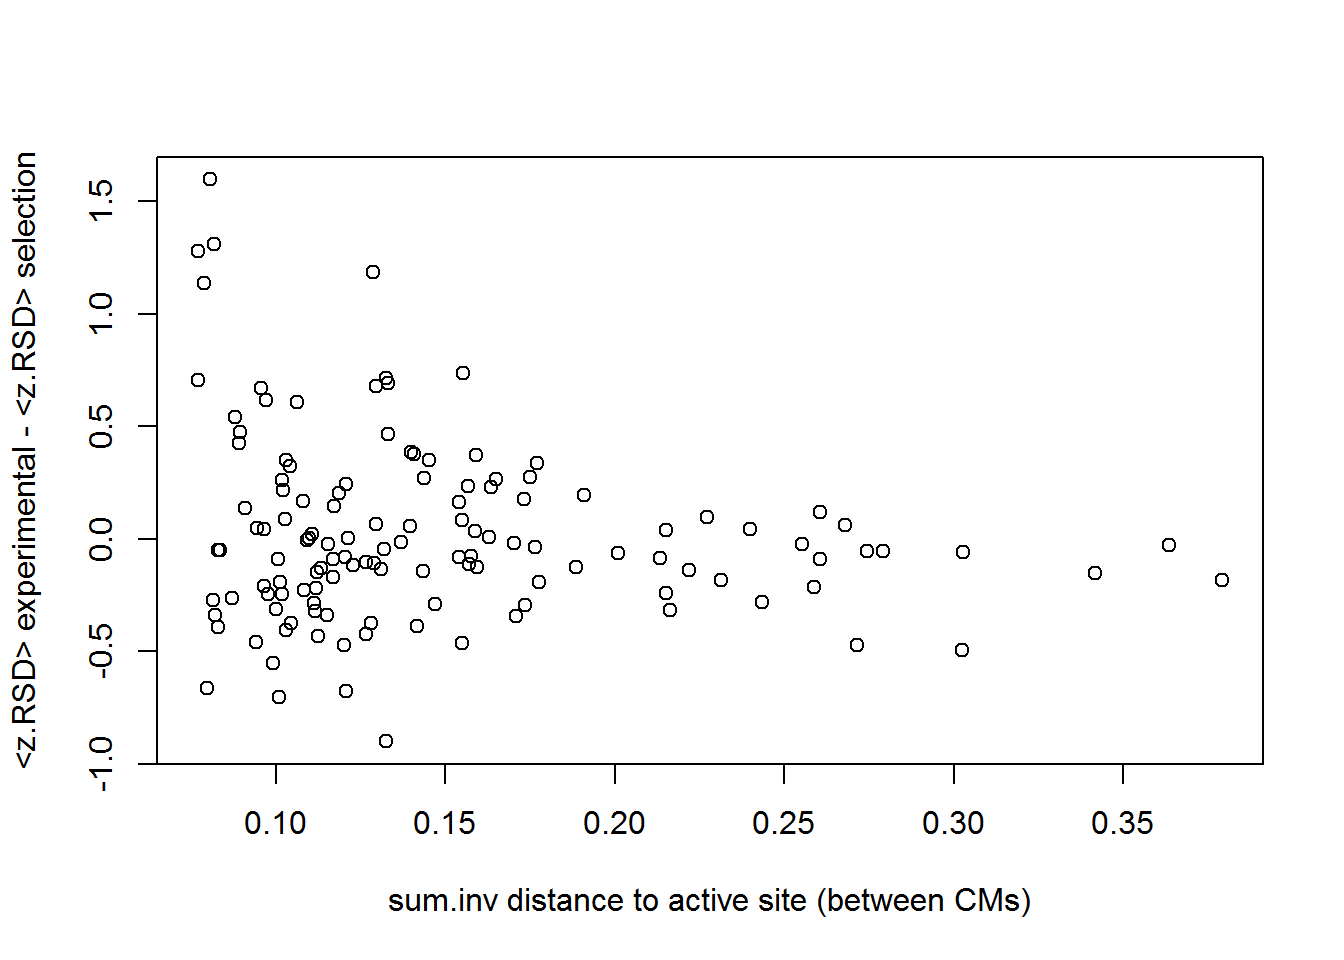 <z.RSD> experimental - <z.RSD> selection
1.5
1.0
0.5
0.0
-0.5
-1.0
0.10 0.15 0.20 0.25 0.30 0.35
sum.inv distance to active site (between CMs)